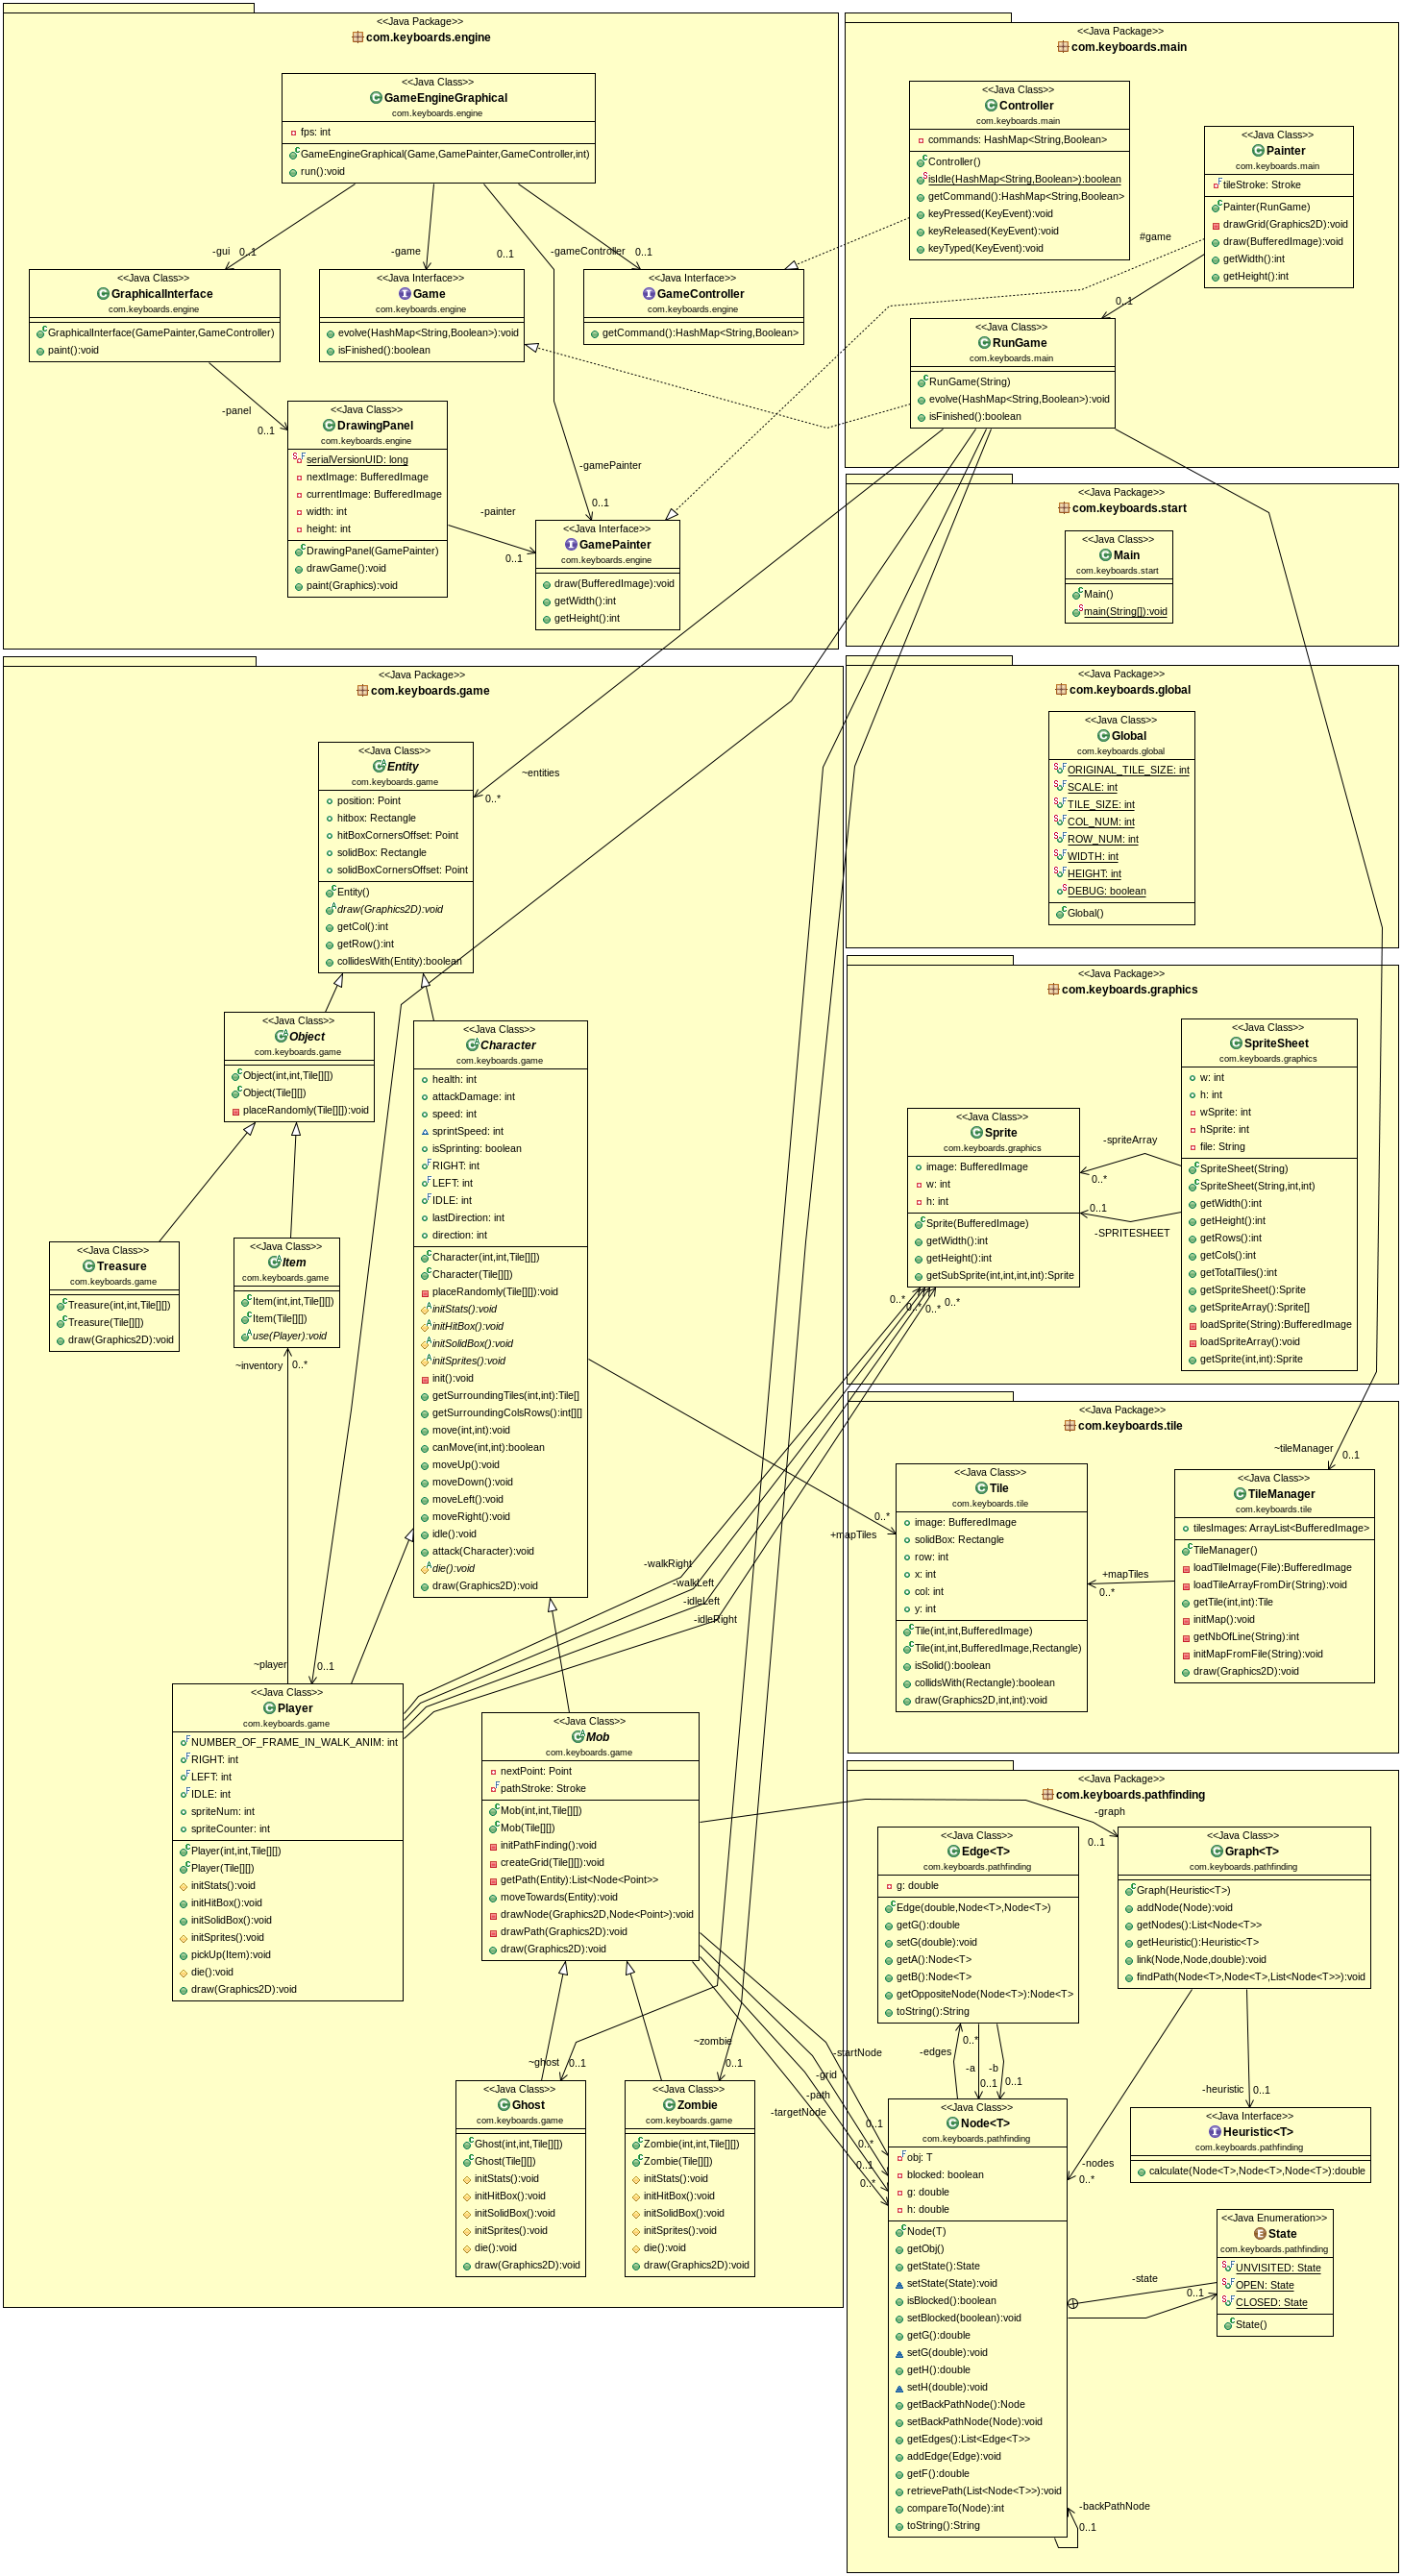 <<Java Package>>
com.keyboards.engine
<<Java Class>>
GameEngineGraphical
com.keyboards.engine
fps: int
GameEngineGraphical(Game,GamePainter,GameController,int)
run():void
-gui
0..1
-game
0..1
-gameController
0..1
<<Java Class>>
GraphicalInterface
com.keyboards.engine
GraphicalInterface(GamePainter,GameController)
paint():void
<<Java Interface>>
Game
com.keyboards.engine
evolve(HashMap<String,Boolean>):void
isFinished():boolean
<<Java Interface>>
GameController
com.keyboards.engine
getCommand():HashMap<String,Boolean>
-panel
0..1
<<Java Class>>
DrawingPanel
com.keyboards.engine
serialVersionUID: long
nextImage: BufferedImage
currentImage: BufferedImage
width: int
height: int
DrawingPanel(GamePainter)
drawGame():void
paint(Graphics):void
-gamePainter
0..1
-painter
0..1
<<Java Interface>>
GamePainter
com.keyboards.engine
draw(BufferedImage):void
getWidth():int
getHeight():int
<<Java Package>>
com.keyboards.main
<<Java Class>>
Controller
com.keyboards.main
commands: HashMap<String,Boolean>
Controller()
isIdle(HashMap<String,Boolean>):boolean
getCommand():HashMap<String,Boolean>
keyPressed(KeyEvent):void
keyReleased(KeyEvent):void
keyTyped(KeyEvent):void
<<Java Class>>
Painter
com.keyboards.main
tileStroke: Stroke
Painter(RunGame)
drawGrid(Graphics2D):void
draw(BufferedImage):void
getWidth():int
getHeight():int
#game
0..1
<<Java Class>>
RunGame
com.keyboards.main
RunGame(String)
evolve(HashMap<String,Boolean>):void
isFinished():boolean
<<Java Package>>
com.keyboards.start
<<Java Class>>
Main
com.keyboards.start
Main()
main(String[]):void
<<Java Package>>
com.keyboards.global
<<Java Class>>
Global
com.keyboards.global
ORIGINAL_TILE_SIZE: int
SCALE: int
TILE_SIZE: int
COL_NUM: int
ROW_NUM: int
WIDTH: int
HEIGHT: int
DEBUG: boolean
Global()
<<Java Package>>
com.keyboards.game
<<Java Class>>
Entity
com.keyboards.game
position: Point
hitbox: Rectangle
hitBoxCornersOffset: Point
solidBox: Rectangle
solidBoxCornersOffset: Point
Entity()
draw(Graphics2D):void
getCol():int
getRow():int
collidesWith(Entity):boolean
~entities
0..*
<<Java Class>>
Object
com.keyboards.game
Object(int,int,Tile[][])
Object(Tile[][])
placeRandomly(Tile[][]):void
<<Java Class>>
Character
com.keyboards.game
health: int
attackDamage: int
speed: int
sprintSpeed: int
isSprinting: boolean
RIGHT: int
LEFT: int
IDLE: int
lastDirection: int
direction: int
Character(int,int,Tile[][])
Character(Tile[][])
placeRandomly(Tile[][]):void
initStats():void
initHitBox():void
initSolidBox():void
initSprites():void
init():void
getSurroundingTiles(int,int):Tile[]
getSurroundingColsRows():int[][]
move(int,int):void
canMove(int,int):boolean
moveUp():void
moveDown():void
moveLeft():void
moveRight():void
idle():void
attack(Character):void
die():void
draw(Graphics2D):void
<<Java Class>>
Treasure
com.keyboards.game
Treasure(int,int,Tile[][])
Treasure(Tile[][])
draw(Graphics2D):void
<<Java Class>>
Item
com.keyboards.game
Item(int,int,Tile[][])
Item(Tile[][])
use(Player):void
~inventory
0..*
~player
0..1
<<Java Class>>
Player
com.keyboards.game
NUMBER_OF_FRAME_IN_WALK_ANIM: int
RIGHT: int
LEFT: int
IDLE: int
spriteNum: int
spriteCounter: int
Player(int,int,Tile[][])
Player(Tile[][])
initStats():void
initHitBox():void
initSolidBox():void
initSprites():void
pickUp(Item):void
die():void
draw(Graphics2D):void
-walkRight
-walkLeft
-idleLeft
-idleRight
<<Java Class>>
Mob
com.keyboards.game
nextPoint: Point
pathStroke: Stroke
Mob(int,int,Tile[][])
Mob(Tile[][])
initPathFinding():void
createGrid(Tile[][]):void
getPath(Entity):List<Node<Point>>
moveTowards(Entity):void
drawNode(Graphics2D,Node<Point>):void
drawPath(Graphics2D):void
draw(Graphics2D):void
~ghost
0..1
~zombie
0..1
<<Java Class>>
Ghost
com.keyboards.game
Ghost(int,int,Tile[][])
Ghost(Tile[][])
initStats():void
initHitBox():void
initSolidBox():void
initSprites():void
die():void
draw(Graphics2D):void
<<Java Class>>
Zombie
com.keyboards.game
Zombie(int,int,Tile[][])
Zombie(Tile[][])
initStats():void
initHitBox():void
initSolidBox():void
initSprites():void
die():void
draw(Graphics2D):void
<<Java Package>>
com.keyboards.graphics
<<Java Class>>
SpriteSheet
com.keyboards.graphics
w: int
h: int
wSprite: int
hSprite: int
file: String
SpriteSheet(String)
SpriteSheet(String,int,int)
getWidth():int
getHeight():int
getRows():int
getCols():int
getTotalTiles():int
getSpriteSheet():Sprite
getSpriteArray():Sprite[]
loadSprite(String):BufferedImage
loadSpriteArray():void
getSprite(int,int):Sprite
<<Java Class>>
Sprite
com.keyboards.graphics
image: BufferedImage
w: int
h: int
Sprite(BufferedImage)
getWidth():int
getHeight():int
getSubSprite(int,int,int,int):Sprite
-spriteArray
0..*
0..1
-SPRITESHEET
0..*
0..*
0..*
0..*
<<Java Package>>
com.keyboards.tile
~tileManager
0..1
<<Java Class>>
Tile
com.keyboards.tile
image: BufferedImage
solidBox: Rectangle
row: int
x: int
col: int
y: int
Tile(int,int,BufferedImage)
Tile(int,int,BufferedImage,Rectangle)
isSolid():boolean
collidsWith(Rectangle):boolean
draw(Graphics2D,int,int):void
0..*
+mapTiles
<<Java Class>>
TileManager
com.keyboards.tile
tilesImages: ArrayList<BufferedImage>
TileManager()
loadTileImage(File):BufferedImage
loadTileArrayFromDir(String):void
getTile(int,int):Tile
initMap():void
getNbOfLine(String):int
initMapFromFile(String):void
draw(Graphics2D):void
+mapTiles
0..*
<<Java Package>>
com.keyboards.pathfinding
-graph
0..1
<<Java Class>>
Edge<T>
com.keyboards.pathfinding
g: double
Edge(double,Node<T>,Node<T>)
getG():double
setG(double):void
getA():Node<T>
getB():Node<T>
getOppositeNode(Node<T>):Node<T>
toString():String
<<Java Class>>
Graph<T>
com.keyboards.pathfinding
Graph(Heuristic<T>)
addNode(Node):void
getNodes():List<Node<T>>
getHeuristic():Heuristic<T>
link(Node,Node,double):void
findPath(Node<T>,Node<T>,List<Node<T>>):void
-edges
0..*
-a
0..1
-b
0..1
-startNode
0..1
-grid
0..*
-path
0..1
-targetNode
0..*
-heuristic
0..1
-nodes
0..*
<<Java Interface>>
Heuristic<T>
com.keyboards.pathfinding
calculate(Node<T>,Node<T>,Node<T>):double
<<Java Class>>
Node<T>
com.keyboards.pathfinding
obj: T
blocked: boolean
g: double
h: double
Node(T)
getObj()
getState():State
setState(State):void
isBlocked():boolean
setBlocked(boolean):void
getG():double
setG(double):void
getH():double
setH(double):void
getBackPathNode():Node
setBackPathNode(Node):void
getEdges():List<Edge<T>>
addEdge(Edge):void
getF():double
retrievePath(List<Node<T>>):void
compareTo(Node):int
toString():String
<<Java Enumeration>>
State
com.keyboards.pathfinding
UNVISITED: State
OPEN: State
CLOSED: State
State()
-state
0..1
-backPathNode
0..1